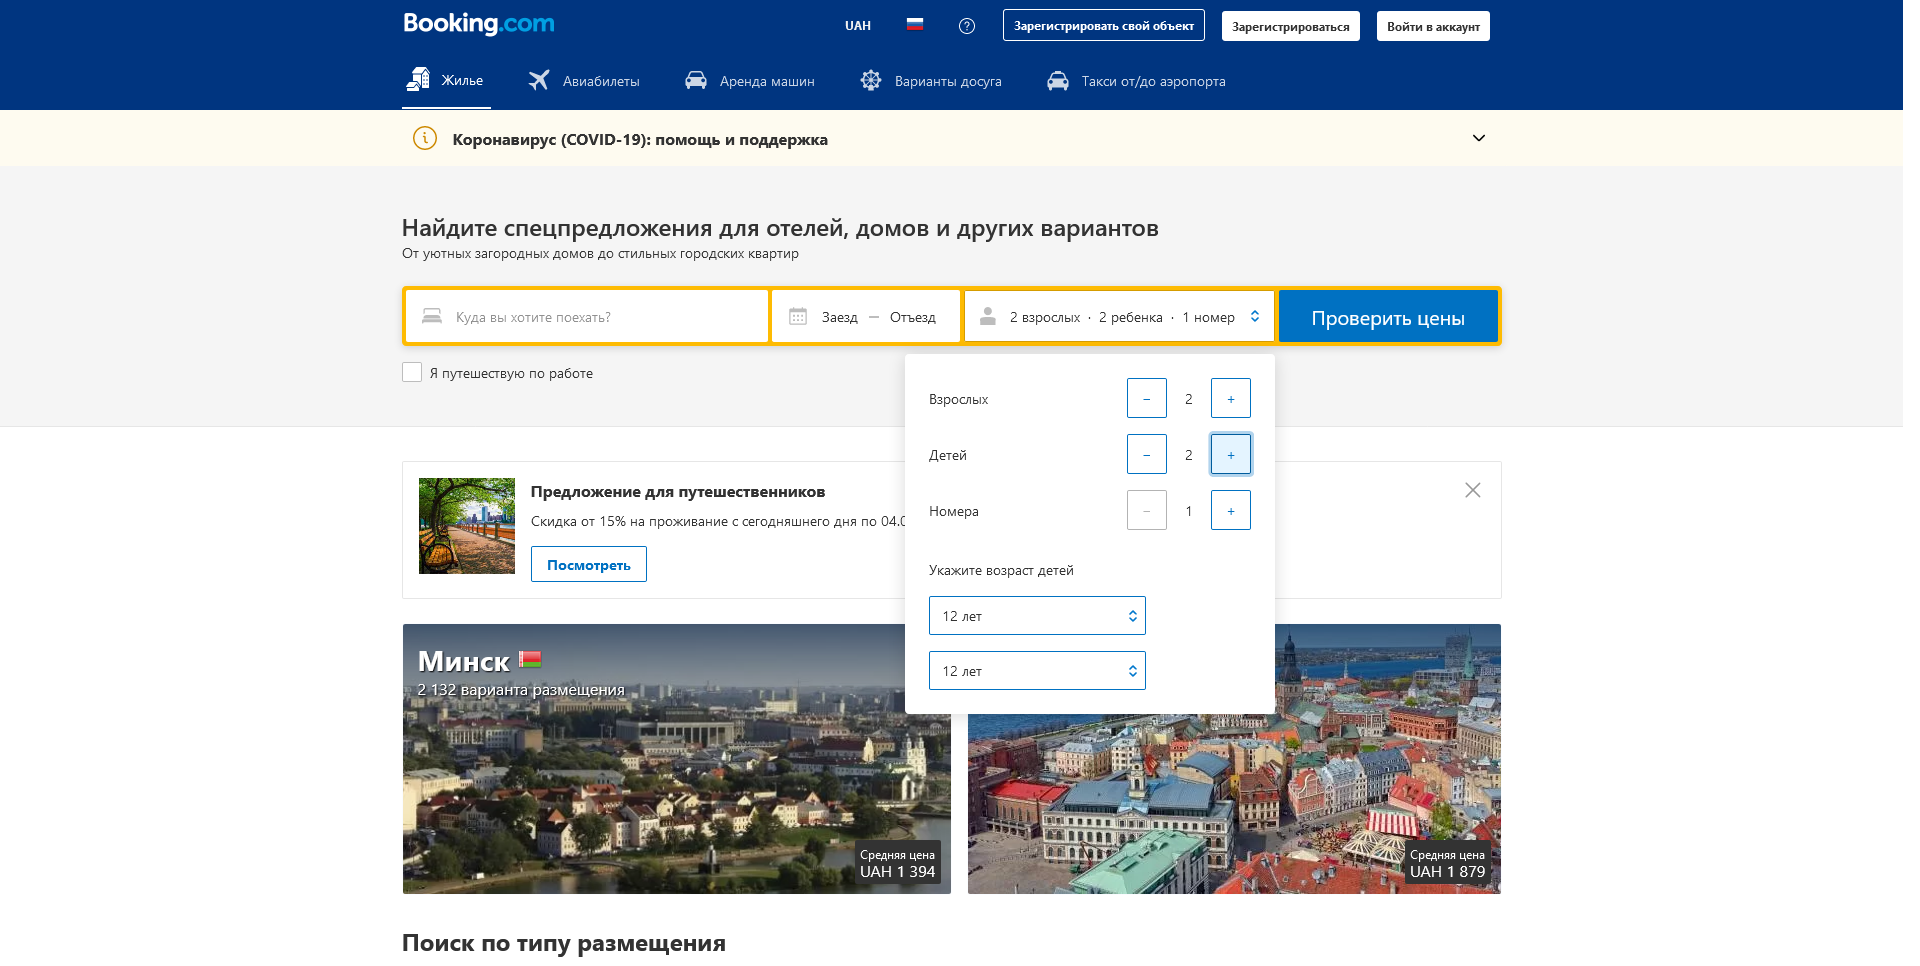 Booking.com
UAH
Зарегистрировать свой объект
Зарегистрироваться
Войти в аккаунт
Жилье
Авиабилеты
Аренда машин
Варианты досуга
Такси от/до аэропорта
Коронавирус (COVID-19): помощь и поддержка
Найдите спецпредложения для отелей, домов и других вариантов
От уютных загородных домов до стильных городских квартир
Куда вы хотите поехать?
Заезд — Отъезд
2 взрослых · 2 ребенка · 1 номер
Проверить цены
Я путешествую по работе
Взрослых − 2 +
Детей − 2 +
Номера − 1 +
Укажите возраст детей
12 лет
12 лет
Предложение для путешественников
Скидка от 15% на проживание с сегодняшнего дня по 04.
Посмотреть
Минск
2 132 варианта размещения
Средняя цена
UAH 1 394
Средняя цена
UAH 1 879
Поиск по типу размещения